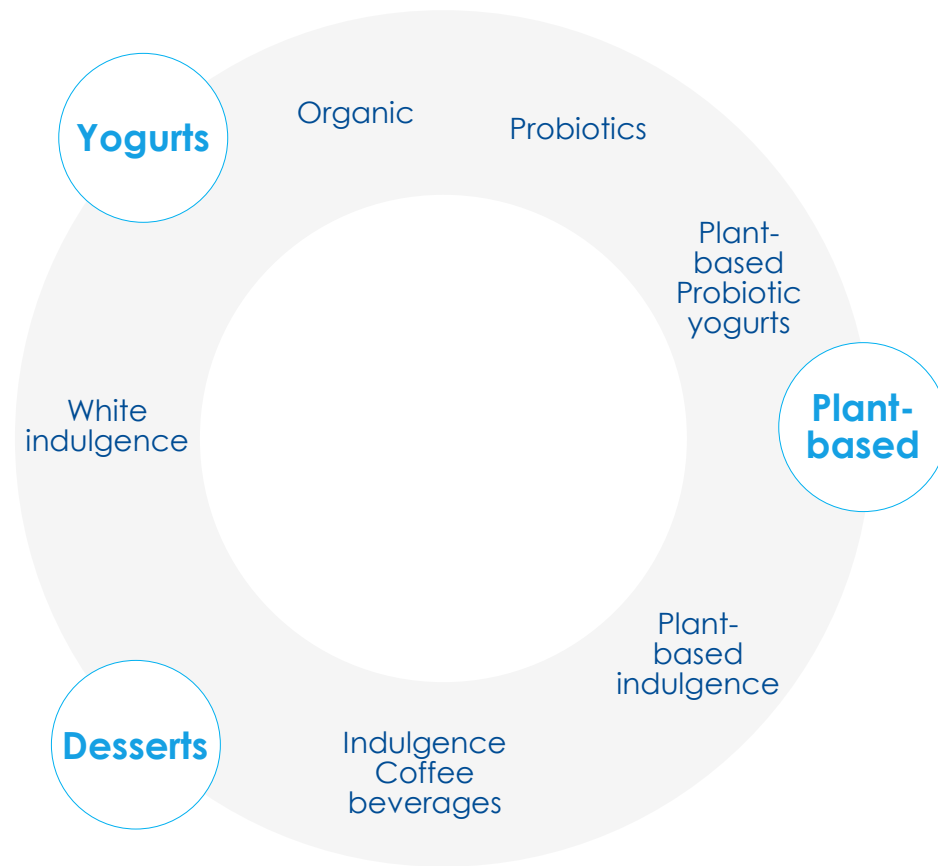 Organic
Probiotics
Yogurts
Plant-
based
Probiotic
yogurts
Plant-
based
White
indulgence
Plant-
based
indulgence
Desserts
Indulgence
Coffee
beverages